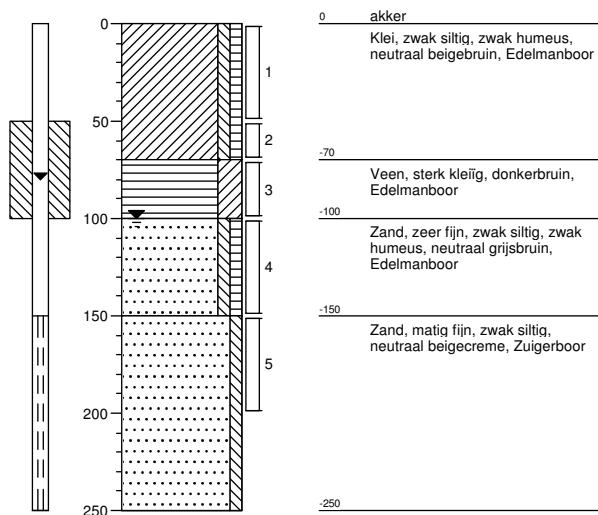 0
50
100
150
200
250
1
2
3
4
5
0 akker
Klei, zwak siltig, zwak humeus,
neutraal beigebruin, Edelmanboor
-70
Veen, sterk kleiïg, donkerbruin,
Edelmanboor
-100
Zand, zeer fijn, zwak siltig, zwak
humeus, neutraal grijsbruin,
Edelmanboor
-150
Zand, matig fijn, zwak siltig,
neutraal beigecreme, Zuigerboor
-250